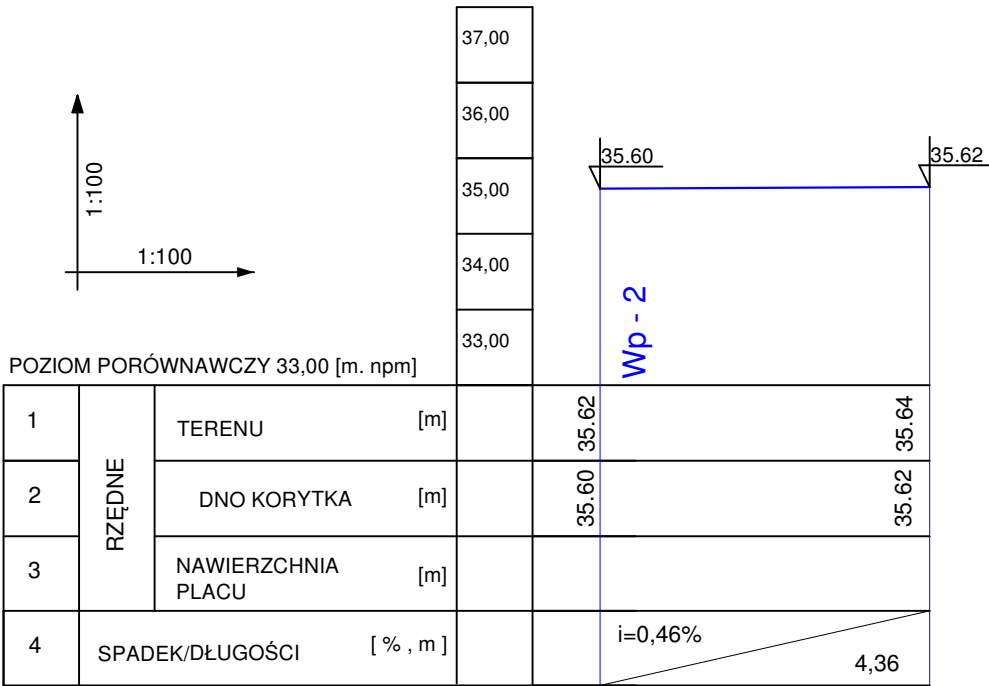 37,00
36,00
35,00
34,00
33,00
1:100
1:100
35.60
35.62
Wp - 2
POZIOM PORÓWNAWCZY 33,00 [m. npm]
RZĘDNE
1 TERENU [m] 35.62 35.64
2 DNO KORYTKA [m] 35.60 35.62
3 NAWIERZCHNIA PLACU [m]
4 SPADEK/DŁUGOŚCI [ % , m ] i=0,46% 4,36